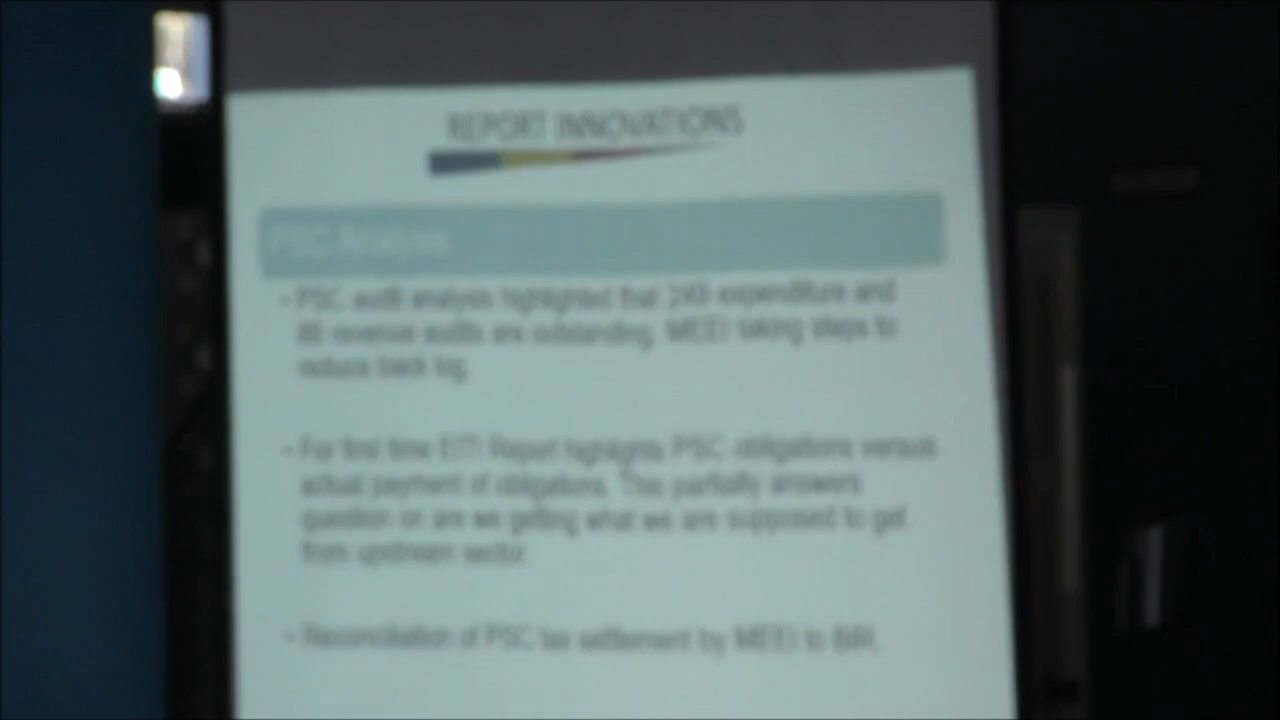 REPORT INNOVATIONS
PSC Analysis
• PSC audit analysis highlighted that expenditure and
revenue audits are outstanding. MEEI taking steps to
reduce back log.
• For first time EITI Report highlights PSC obligations versus
actual payment of obligations. This partially answers
question on are we getting what we are supposed to get
from upstream sector.
• Reconciliation of PSC tax settlement by MEEI to BIR.